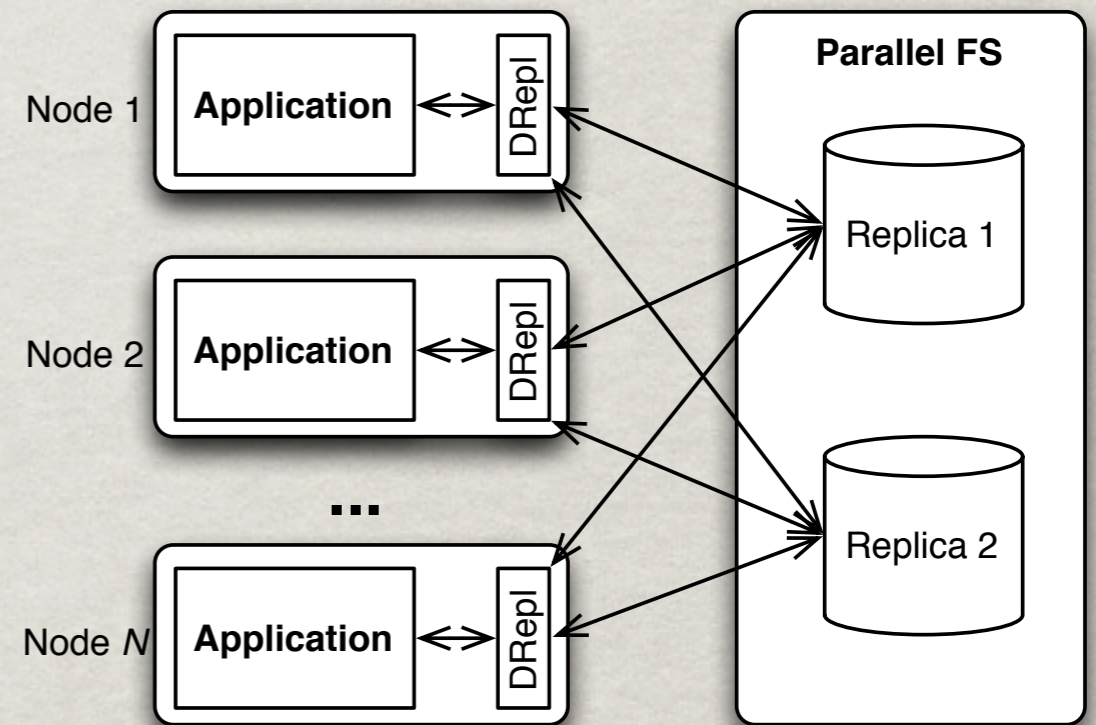 Node 1
Application
DRepl
Node 2
Application
DRepl
...
Node N
Application
DRepl
Parallel FS
Replica 1
Replica 2